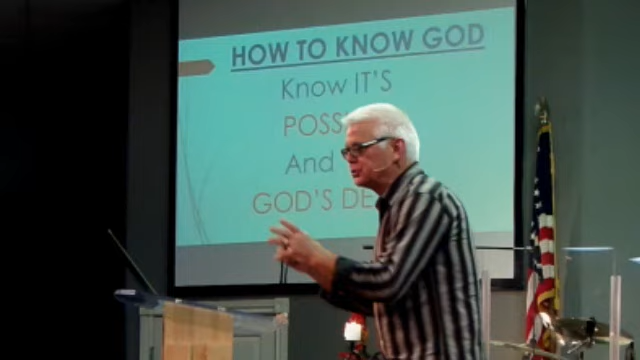 HOW TO KNOW GOD
Know IT'S
POSS
And
GOD'S DE